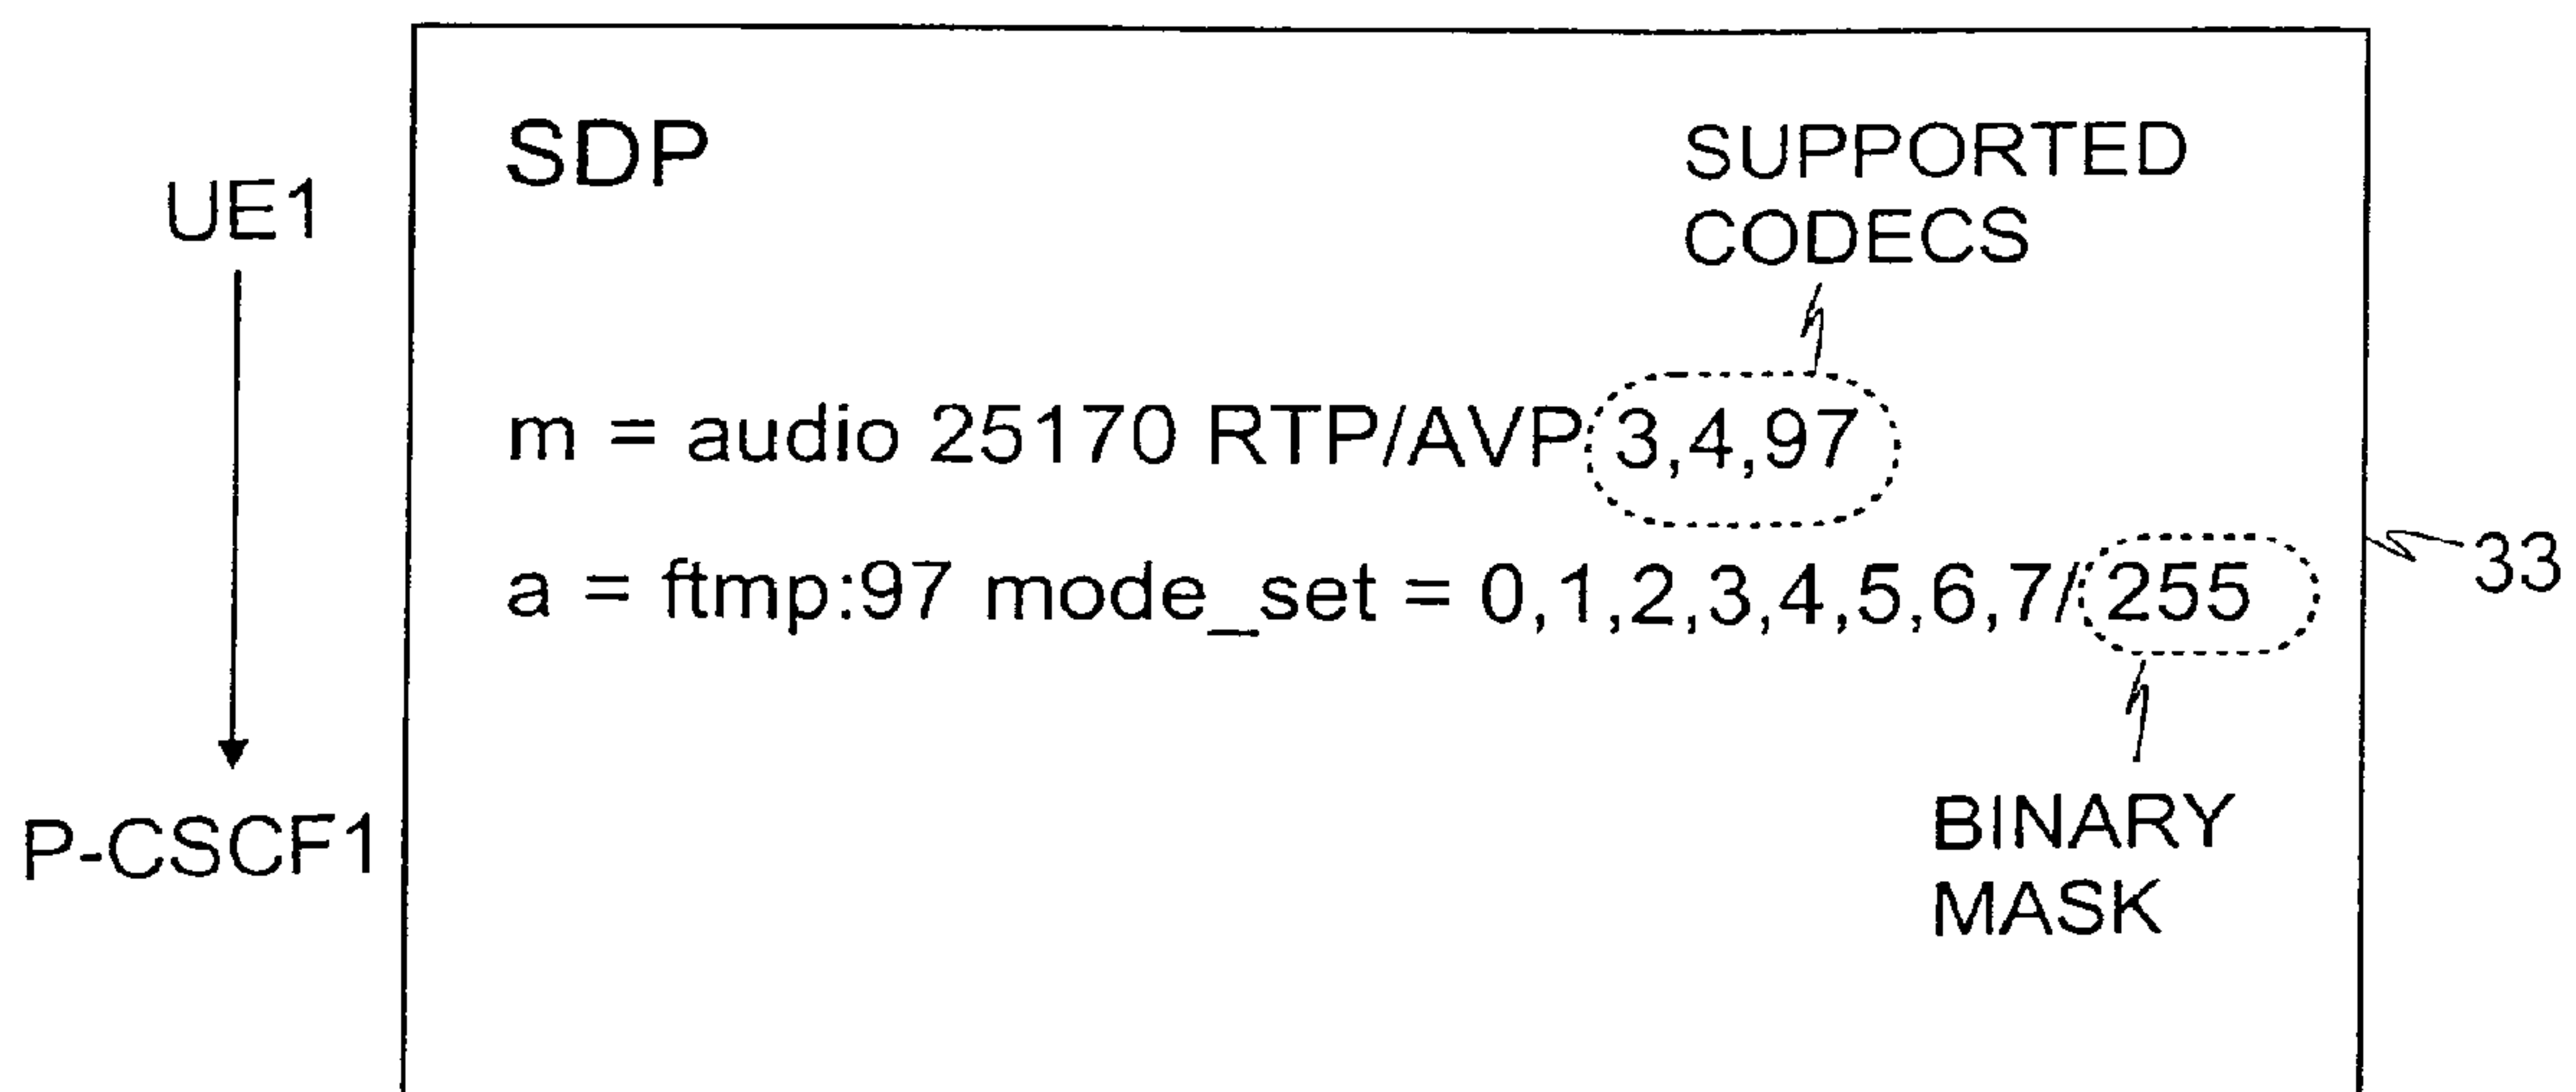 SDP
SUPPORTED
CODECS
UE1
m = audio 25170 RTP/AVP 3,4,97
a = ftmp:97 mode_set = 0,1,2,3,4,5,6,7/255
33
P-CSCF1
BINARY
MASK